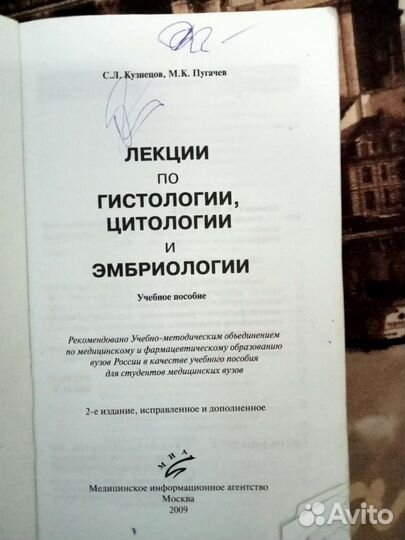 С.Л. Кузнецов, М.К. Пугачев
ЛЕКЦИИ
ПО
ГИСТОЛОГИИ,
ЦИТОЛОГИИ
И
ЭМБРИОЛОГИИ
Учебное пособие
Рекомендовано Учебно-методическим объединением
по медицинскому и фармацевтическому образованию
вузов России в качестве учебного пособия
для студентов медицинских вузов
2-е издание, исправленное и дополненное
МИА
Медицинское информационное агентство
Москва
2009
Avito